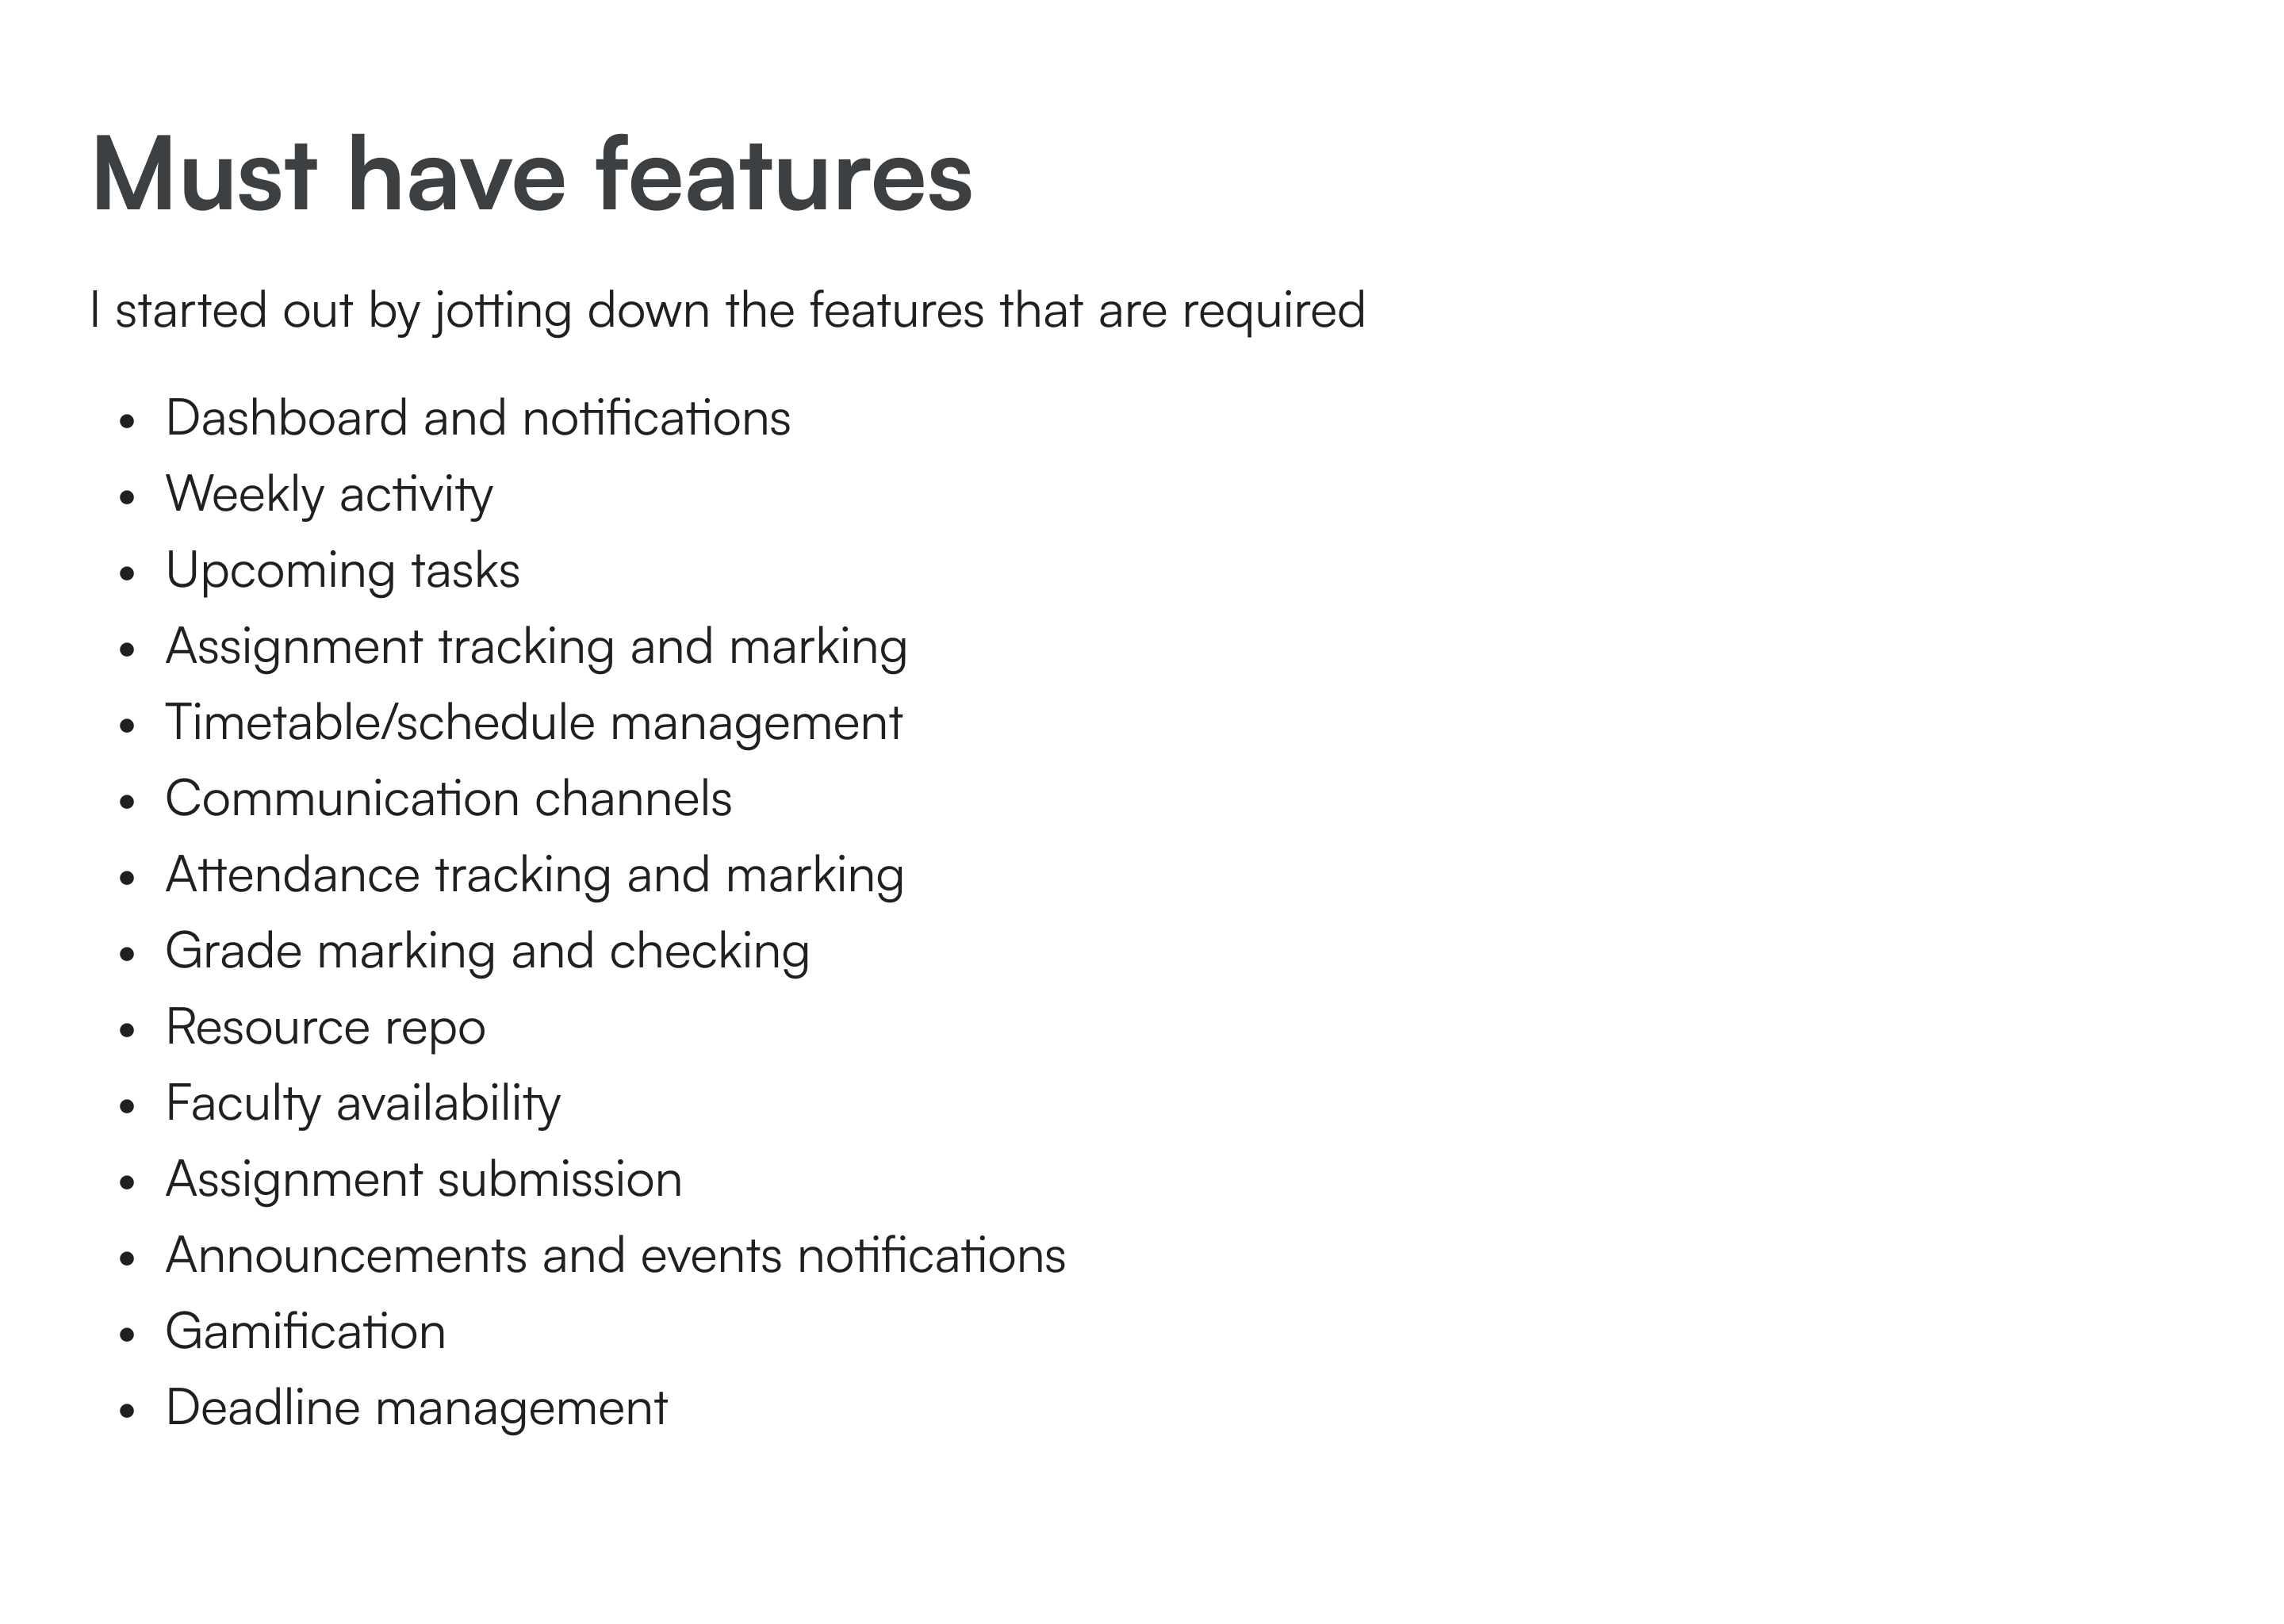 Must have features
I started out by jotting down the features that are required
• Dashboard and notifications
• Weekly activity
• Upcoming tasks
• Assignment tracking and marking
• Timetable/schedule management
• Communication channels
• Attendance tracking and marking
• Grade marking and checking
• Resource repo
• Faculty availability
• Assignment submission
• Announcements and events notifications
• Gamification
• Deadline management